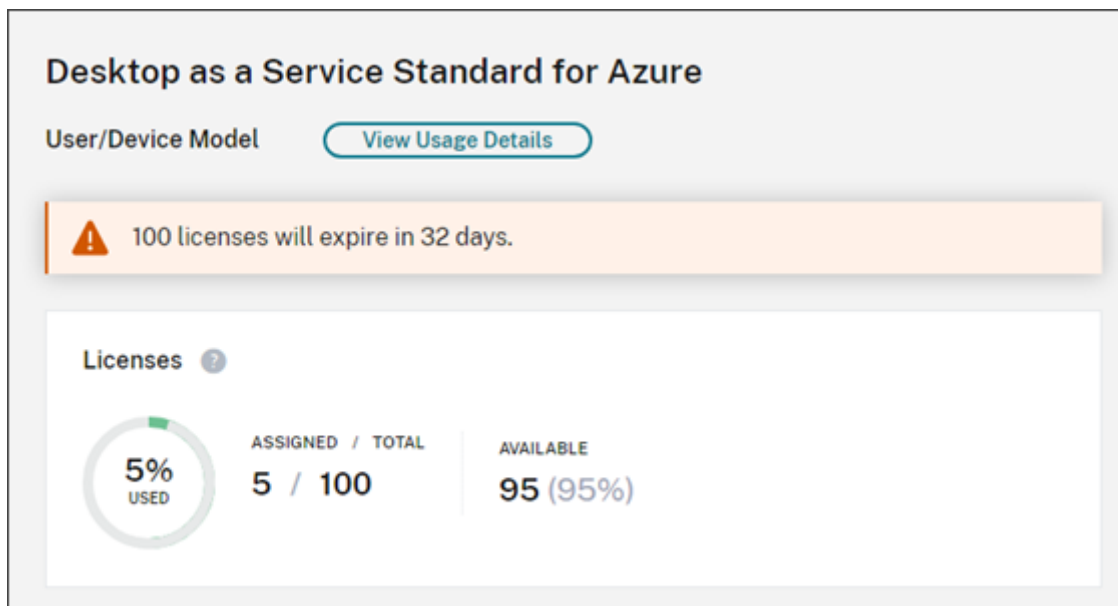 Desktop as a Service Standard for Azure
User/Device Model
View Usage Details
100 licenses will expire in 32 days.
Licenses ?
5%
USED
ASSIGNED / TOTAL
5 / 100
AVAILABLE
95 (95%)